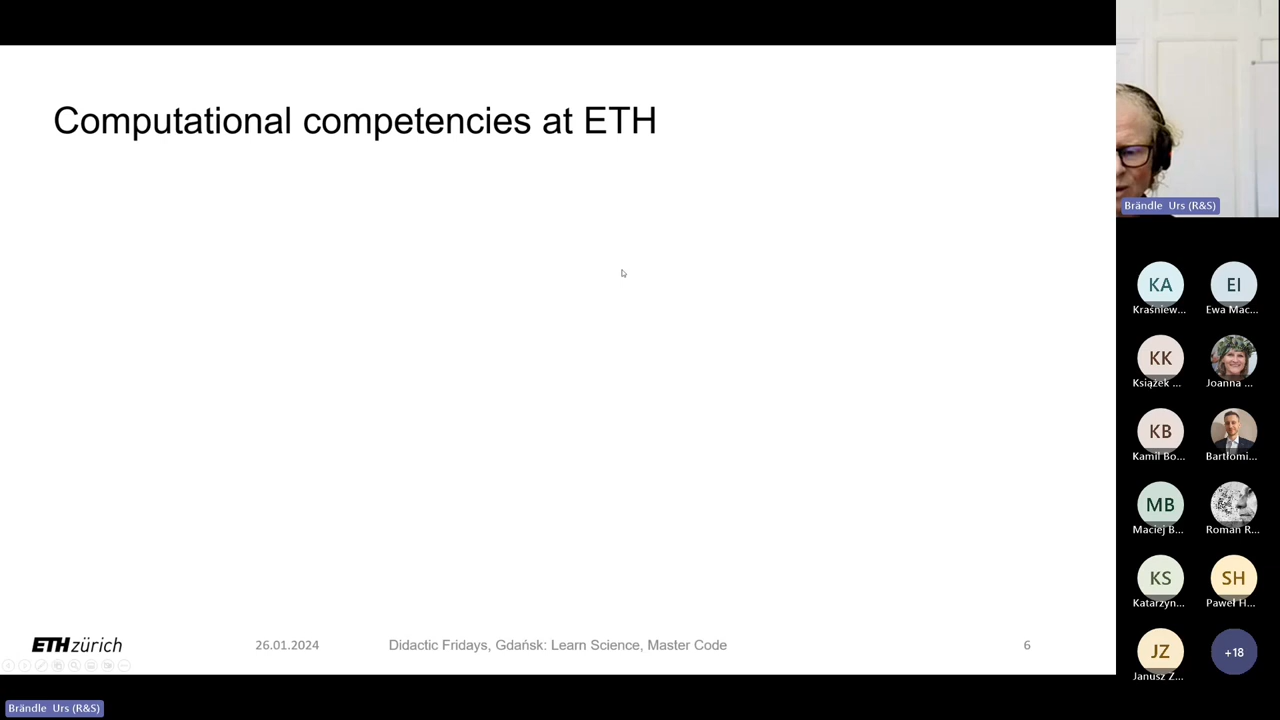 Computational competencies at ETH
ETH zürich
26.01.2024
Didactic Fridays, Gdańsk: Learn Science, Master Code
6
Brändle Urs (R&S)
Brändle Urs (R&S)
KA
Kraśniew...
EI
Ewa Mac...
KK
Książek ...
Joanna ...
KB
Kamil Bo...
Bartłomi...
MB
Maciej B...
Roman R...
KS
Katarzyn...
SH
Paweł H...
JZ
Janusz Z...
+18